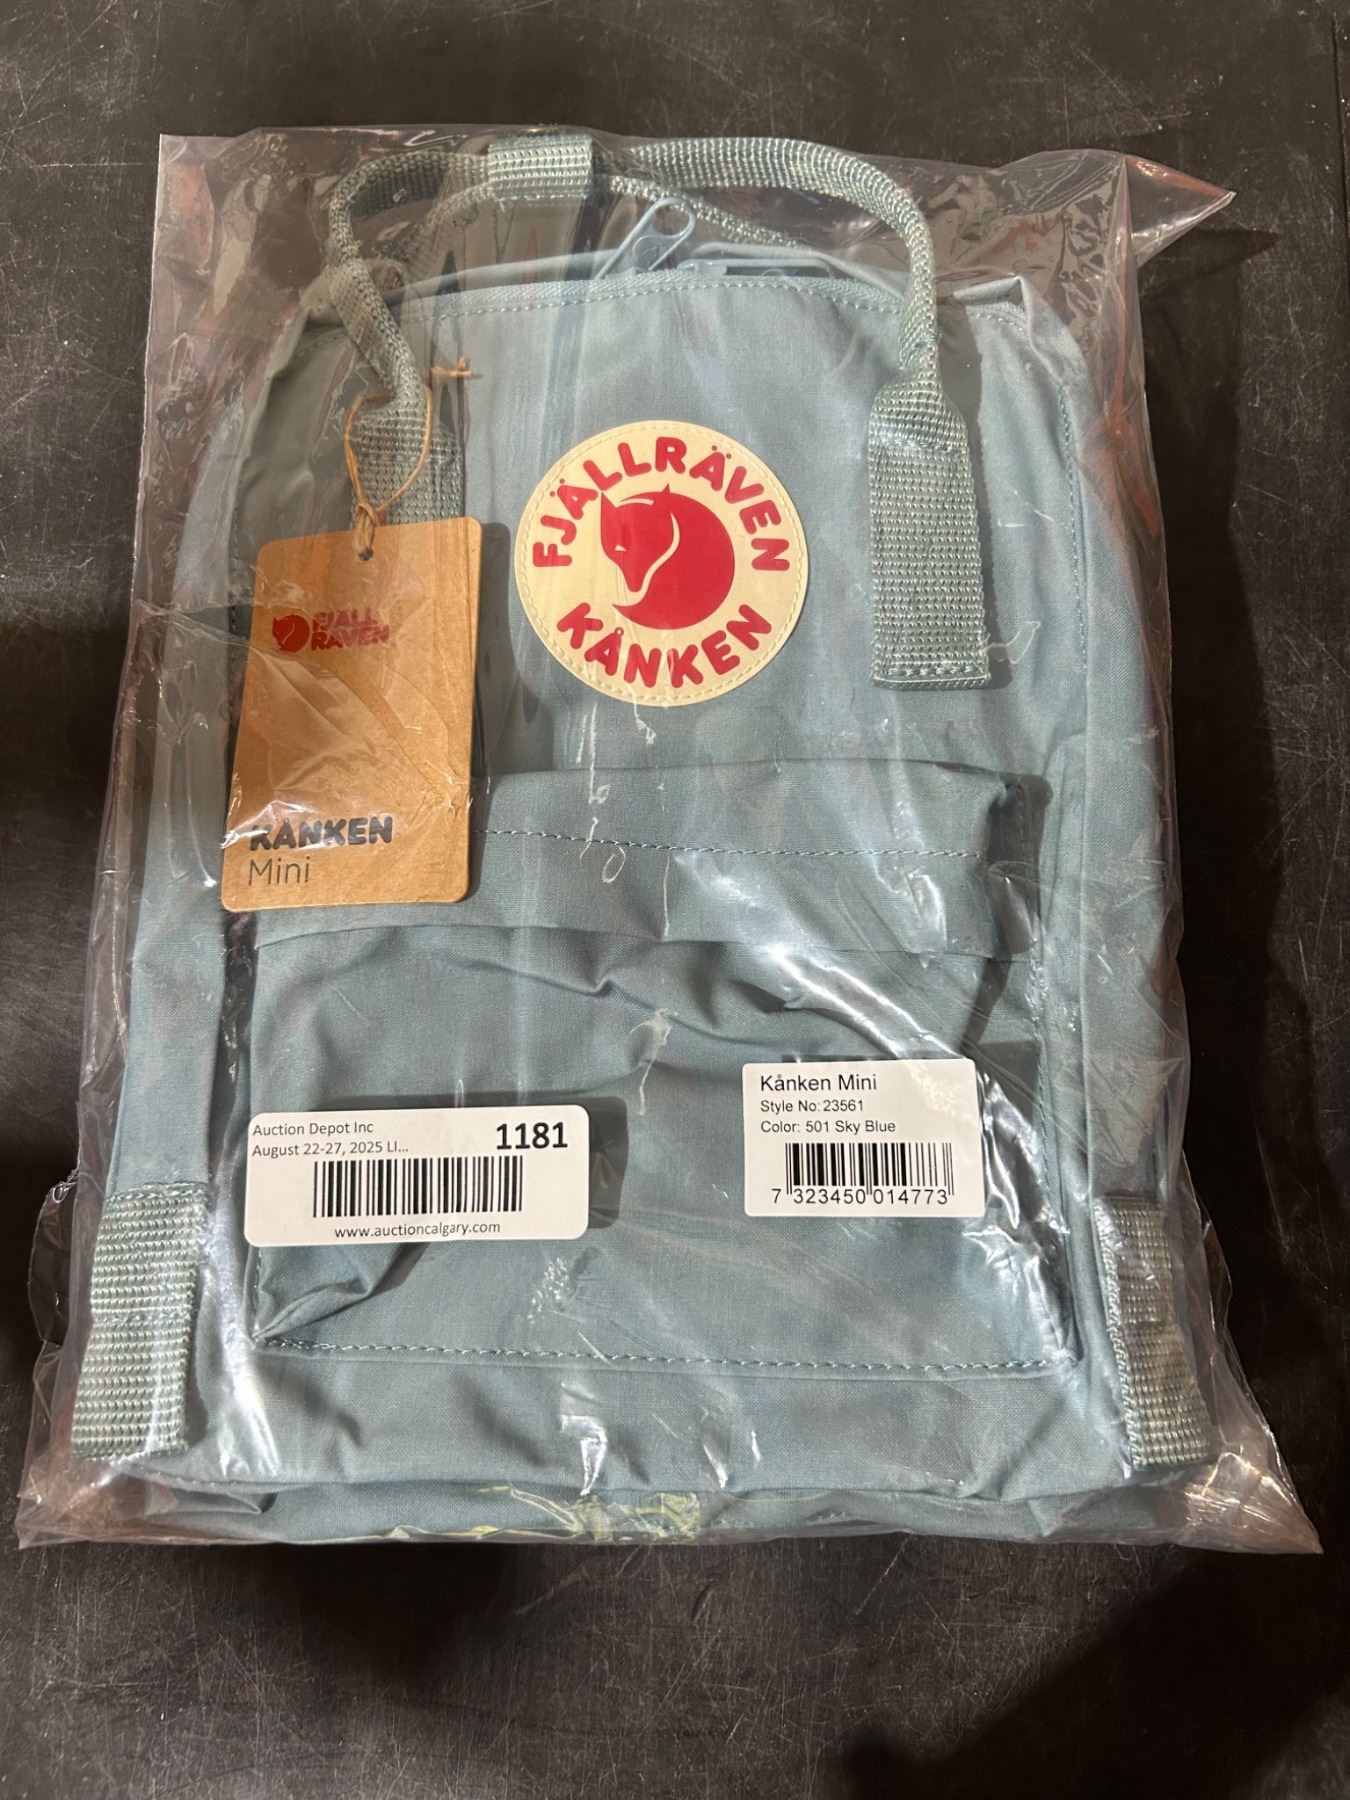 FJÄLLRÄVEN
KÅNKEN
FJÄLL
RÄVEN
KÅNKEN
Mini
Kånken Mini
Style No: 23561
Color: 501 Sky Blue
7 323450 014773
Auction Depot Inc
August 22-27, 2025 LI...
1181
www.auctioncalgary.com